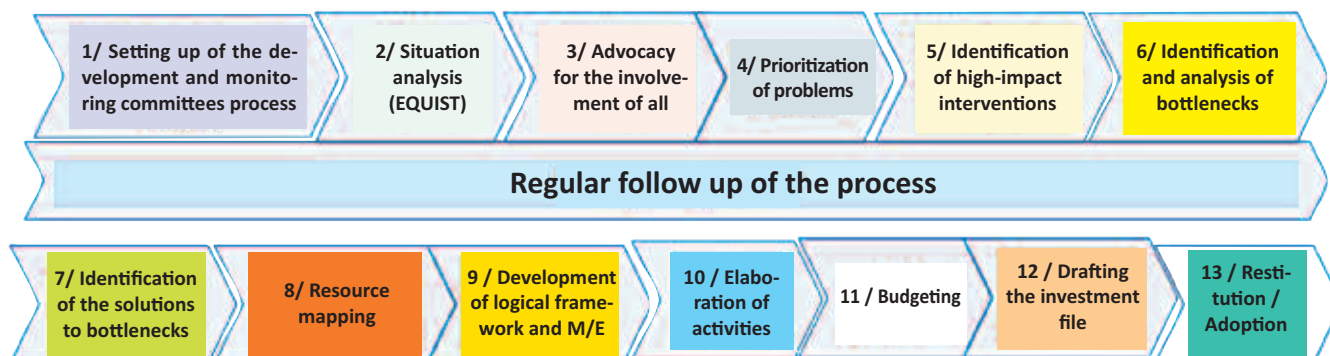 1/ Setting up of the de-
velopment and monito-
ring committees process
2/ Situation
analysis
(EQUIST)
3/ Advocacy
for the involve-
ment of all
4/ Prioritization
of problems
5/ Identification
of high-impact
interventions
6/ Identification
and analysis of
bottlenecks
Regular follow up of the process
7/ Identification
of the solutions
to bottlenecks
8/ Resource
mapping
9 / Development
of logical frame-
work and M/E
10 / Elabo-
ration of
activities
11 / Budgeting
12 / Drafting
the investment
file
13 / Resti-
tution /
Adoption